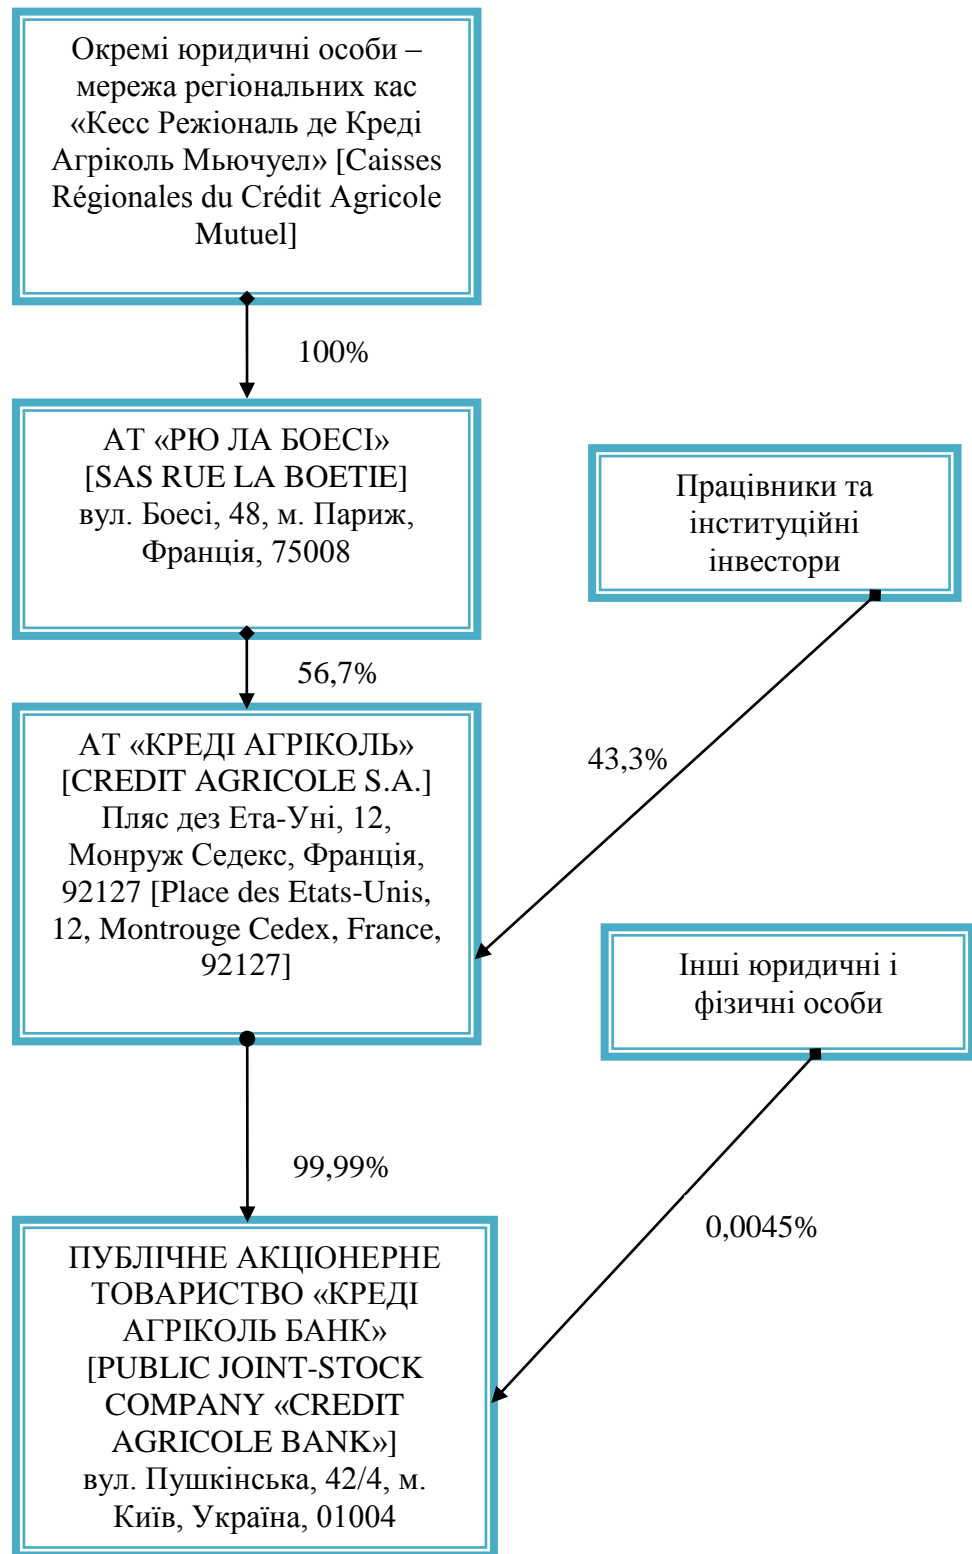 Окремі юридичні особи –
мережа регіональних кас
«Кесс Режіональ де Креді
Агріколь Мьючуел» [Caisses
Régionales du Crédit Agricole
Mutuel]
100%
АТ «РЮ ЛА БОЕСІ»
[SAS RUE LA BOETIE]
вул. Боесі, 48, м. Париж,
Франція, 75008
Працівники та
інституційні
інвестори
56,7%
43,3%
АТ «КРЕДІ АГРІКОЛЬ»
[CREDIT AGRICOLE S.A.]
Пляс дез Ета-Уні, 12,
Монруж Седекс, Франція,
92127 [Place des Etats-Unis,
12, Montrouge Cedex, France,
92127]
Інші юридичні і
фізичні особи
99,99%
0,0045%
ПУБЛІЧНЕ АКЦІОНЕРНЕ
ТОВАРИСТВО «КРЕДІ
АГРІКОЛЬ БАНК»
[PUBLIC JOINT-STOCK
COMPANY «CREDIT
AGRICOLE BANK»]
вул. Пушкінська, 42/4, м.
Київ, Україна, 01004